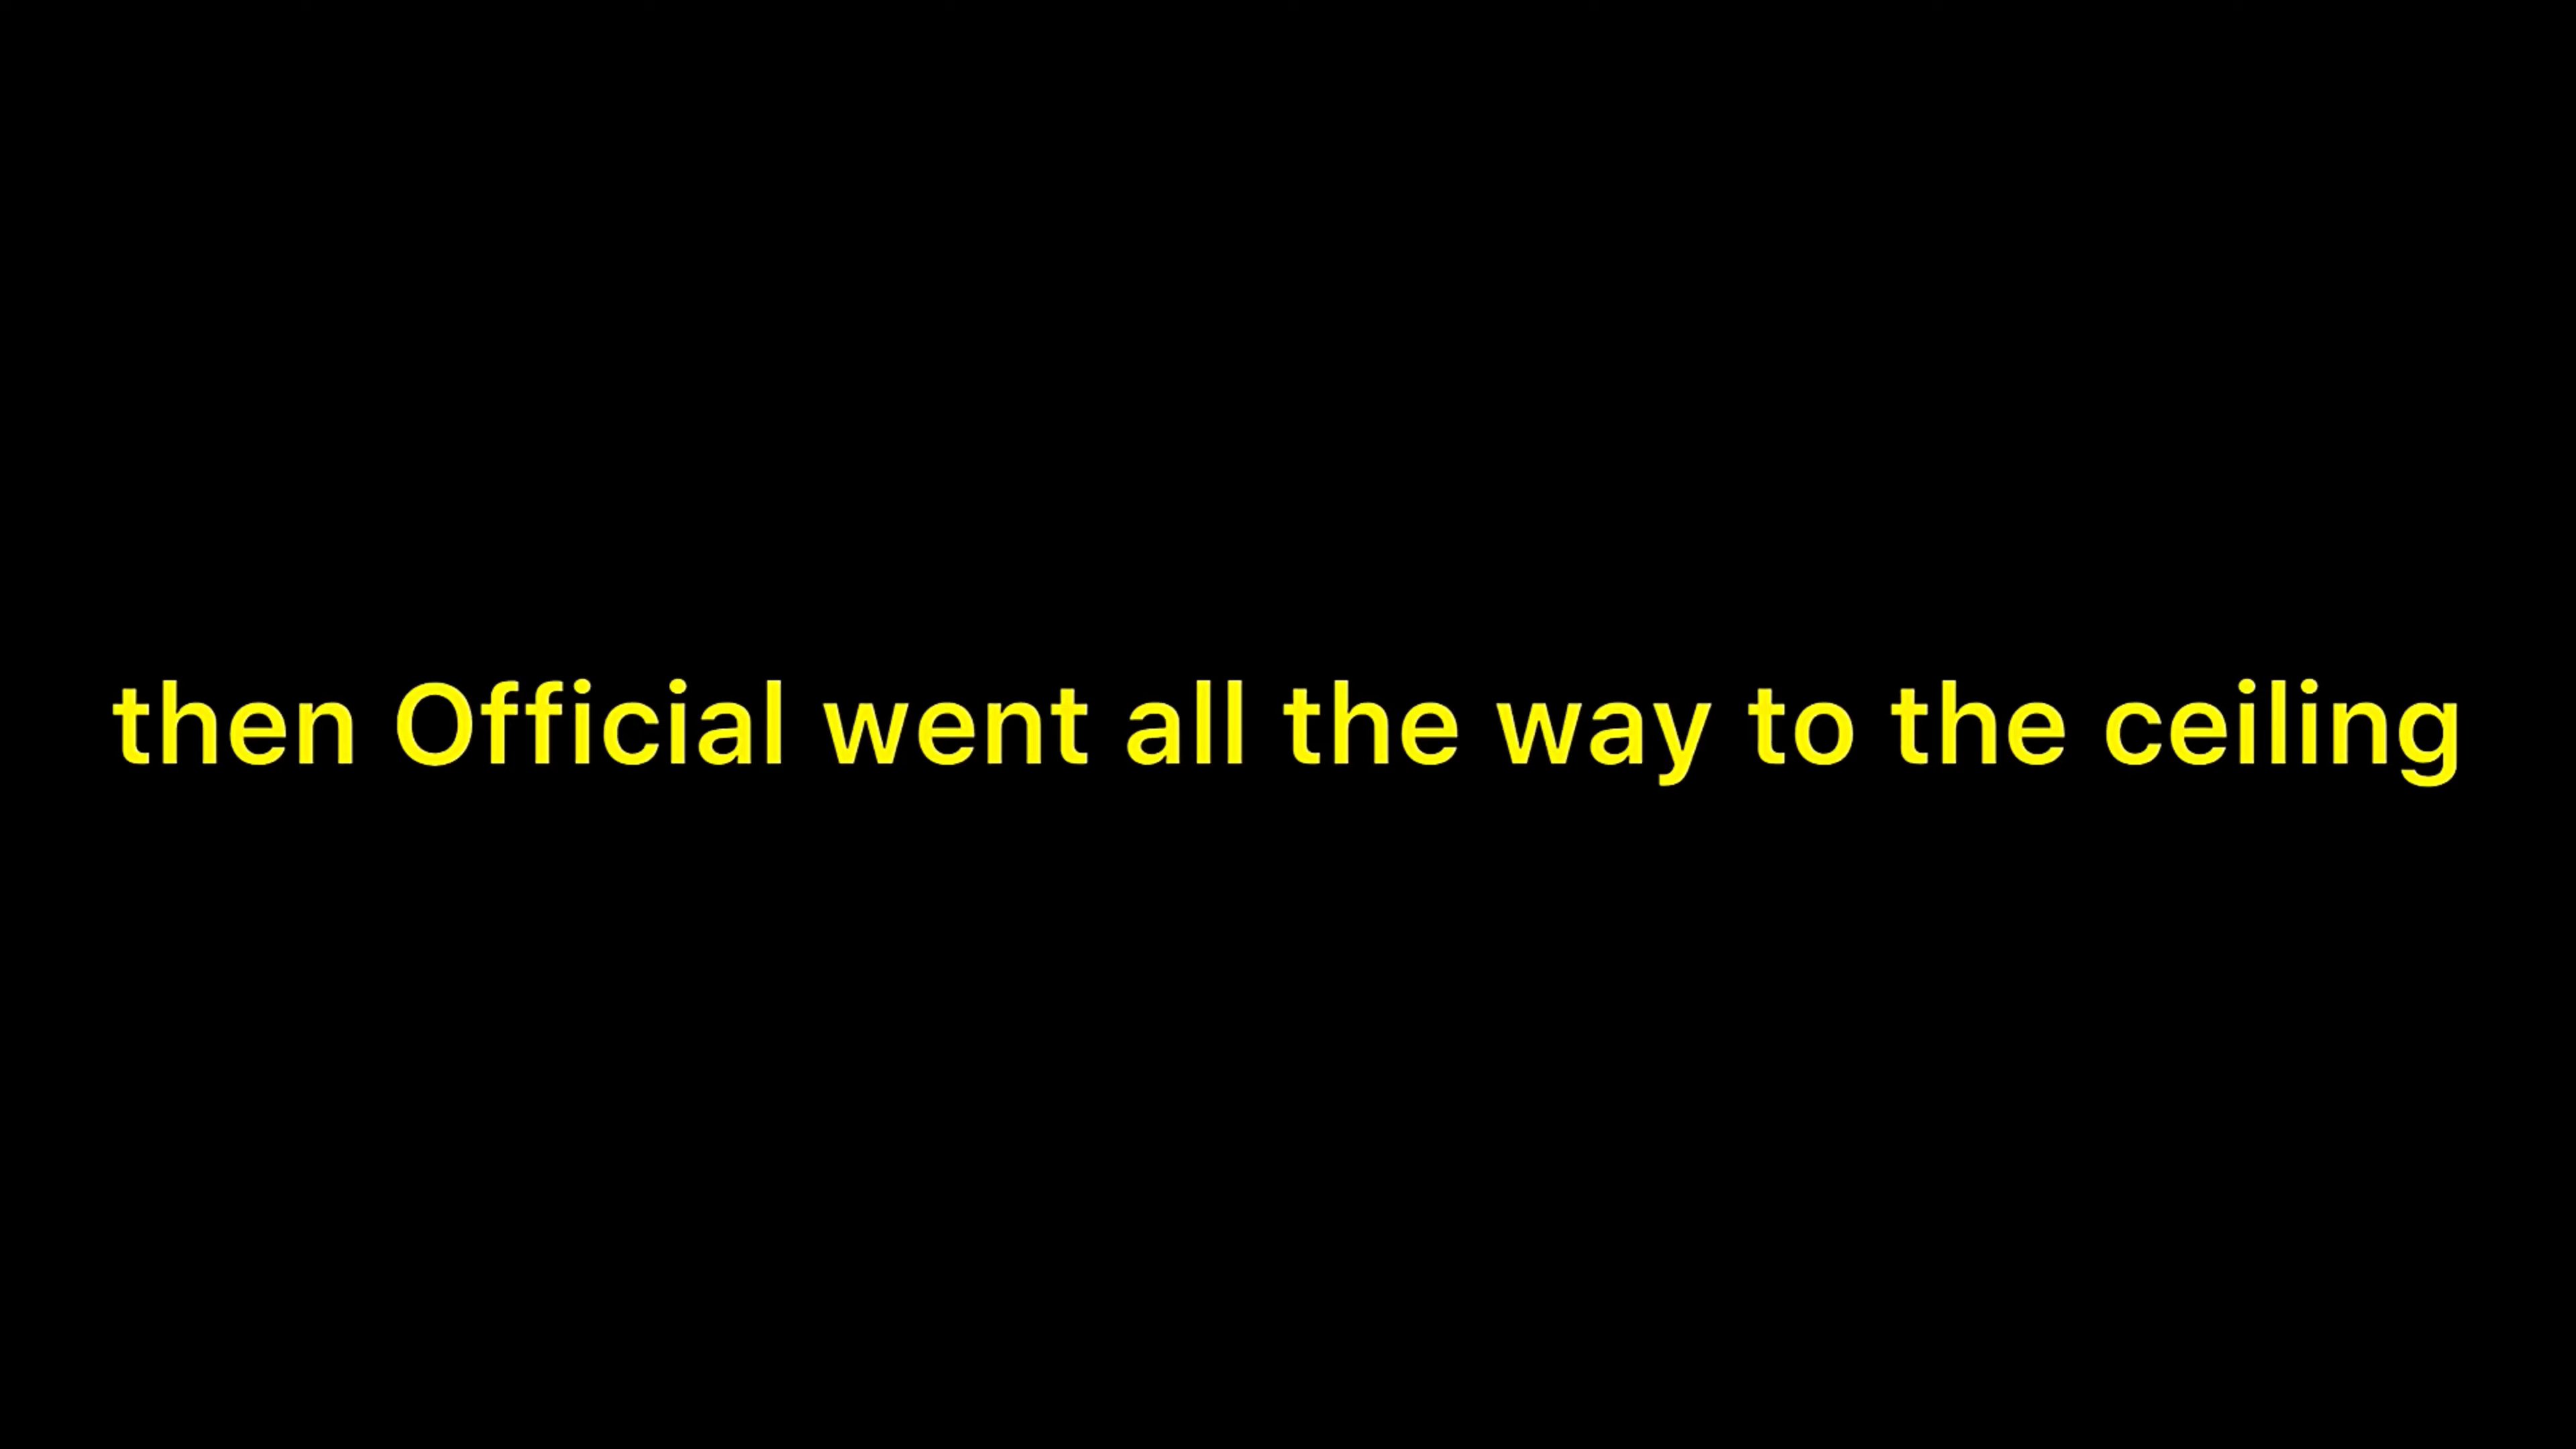 then Official went all the way to the ceiling